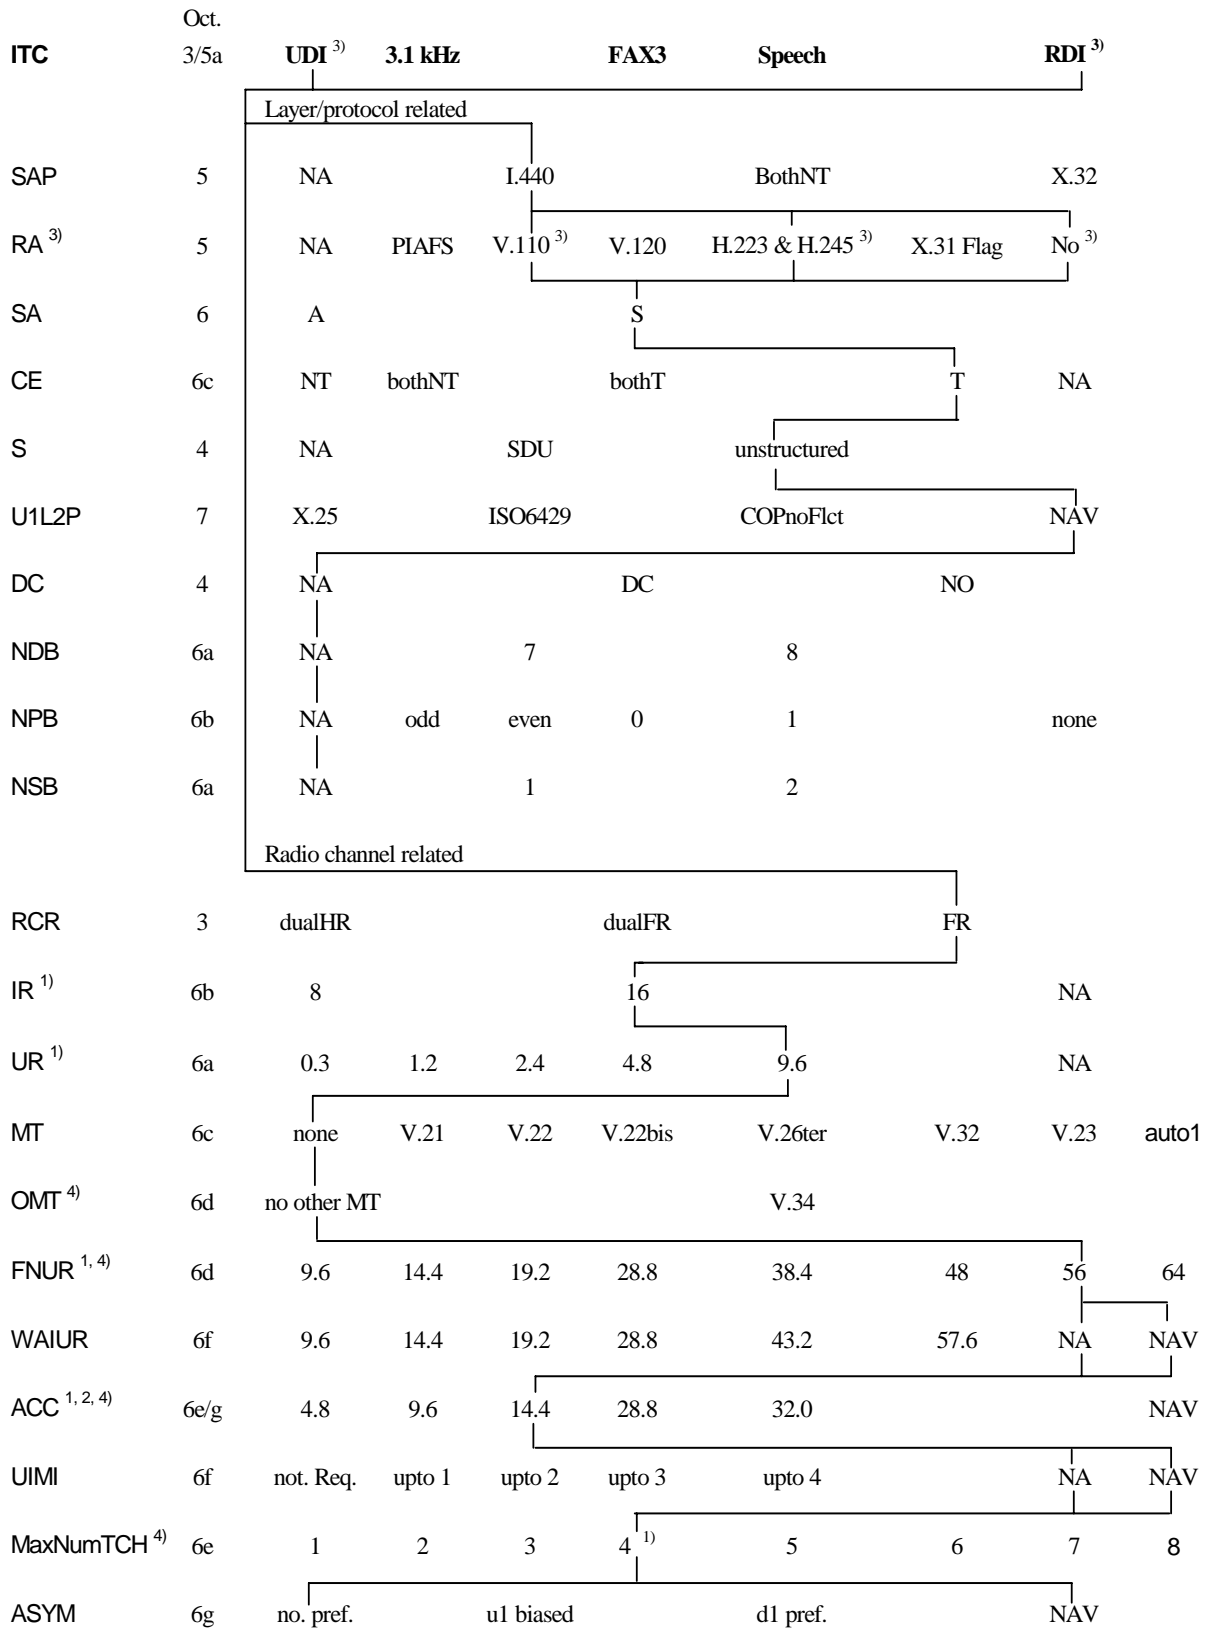 Oct.
ITC 3/5a UDI 3) 3.1 kHz FAX3 Speech RDI 3)
Layer/protocol related
SAP 5 NA I.440 BothNT X.32
RA 3) 5 NA PIAFS V.110 3) V.120 H.223 & H.245 3) X.31 Flag No 3)
SA 6 A S
CE 6c NT bothNT bothT T NA
S 4 NA SDU unstructured
U1L2P 7 X.25 ISO6429 COPnoFlct NAV
DC 4 NA DC NO
NDB 6a NA 7 8
NPB 6b NA odd even 0 1 none
NSB 6a NA 1 2
Radio channel related
RCR 3 dualHR dualFR FR
IR 1) 6b 8 16 NA
UR 1) 6a 0.3 1.2 2.4 4.8 9.6 NA
MT 6c none V.21 V.22 V.22bis V.26ter V.32 V.23 auto1
OMT 4) 6d no other MT V.34
FNUR 1, 4) 6d 9.6 14.4 19.2 28.8 38.4 48 56 64
WAIUR 6f 9.6 14.4 19.2 28.8 43.2 57.6 NA NAV
ACC 1, 2, 4) 6e/g 4.8 9.6 14.4 28.8 32.0 NAV
UIMI 6f not. Req. upto 1 upto 2 upto 3 upto 4 NA NAV
MaxNumTCH 4) 6e 1 2 3 4 1) 5 6 7 8
ASYM 6g no. pref. u1 biased d1 pref. NAV